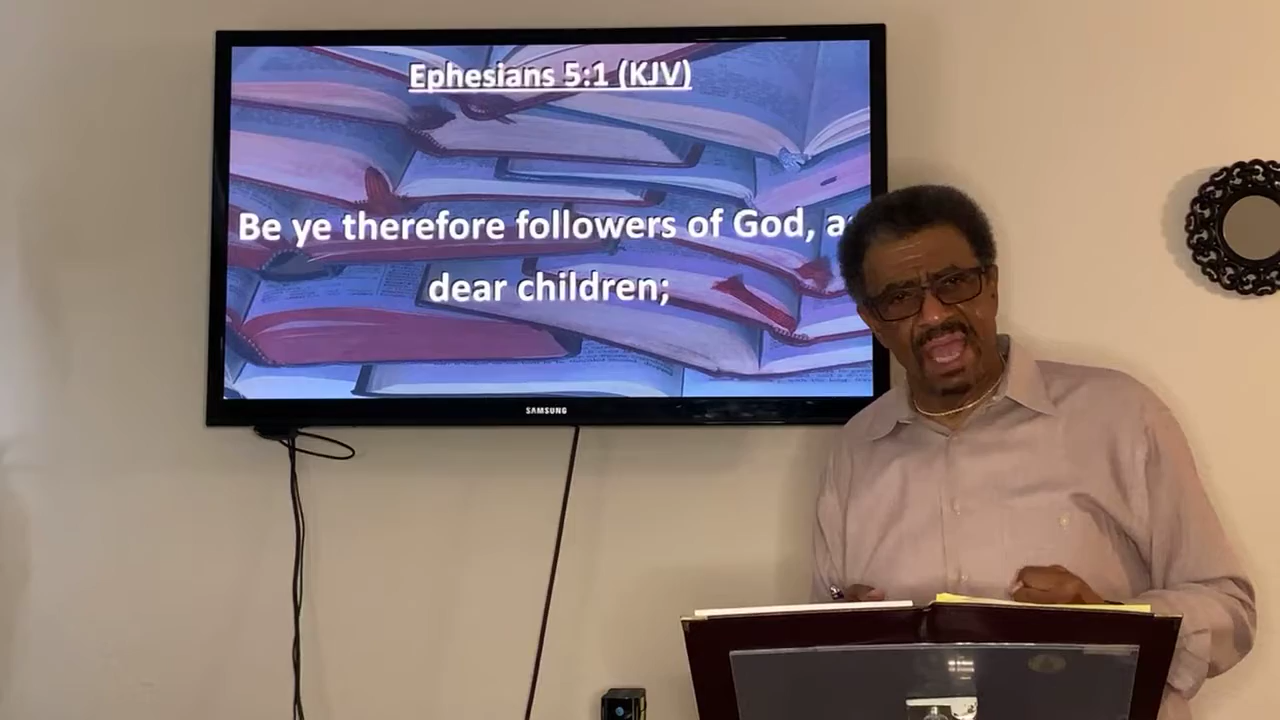 Ephesians 5:1 (KJV)
Be ye therefore followers of God, a
dear children;
SAMSUNG